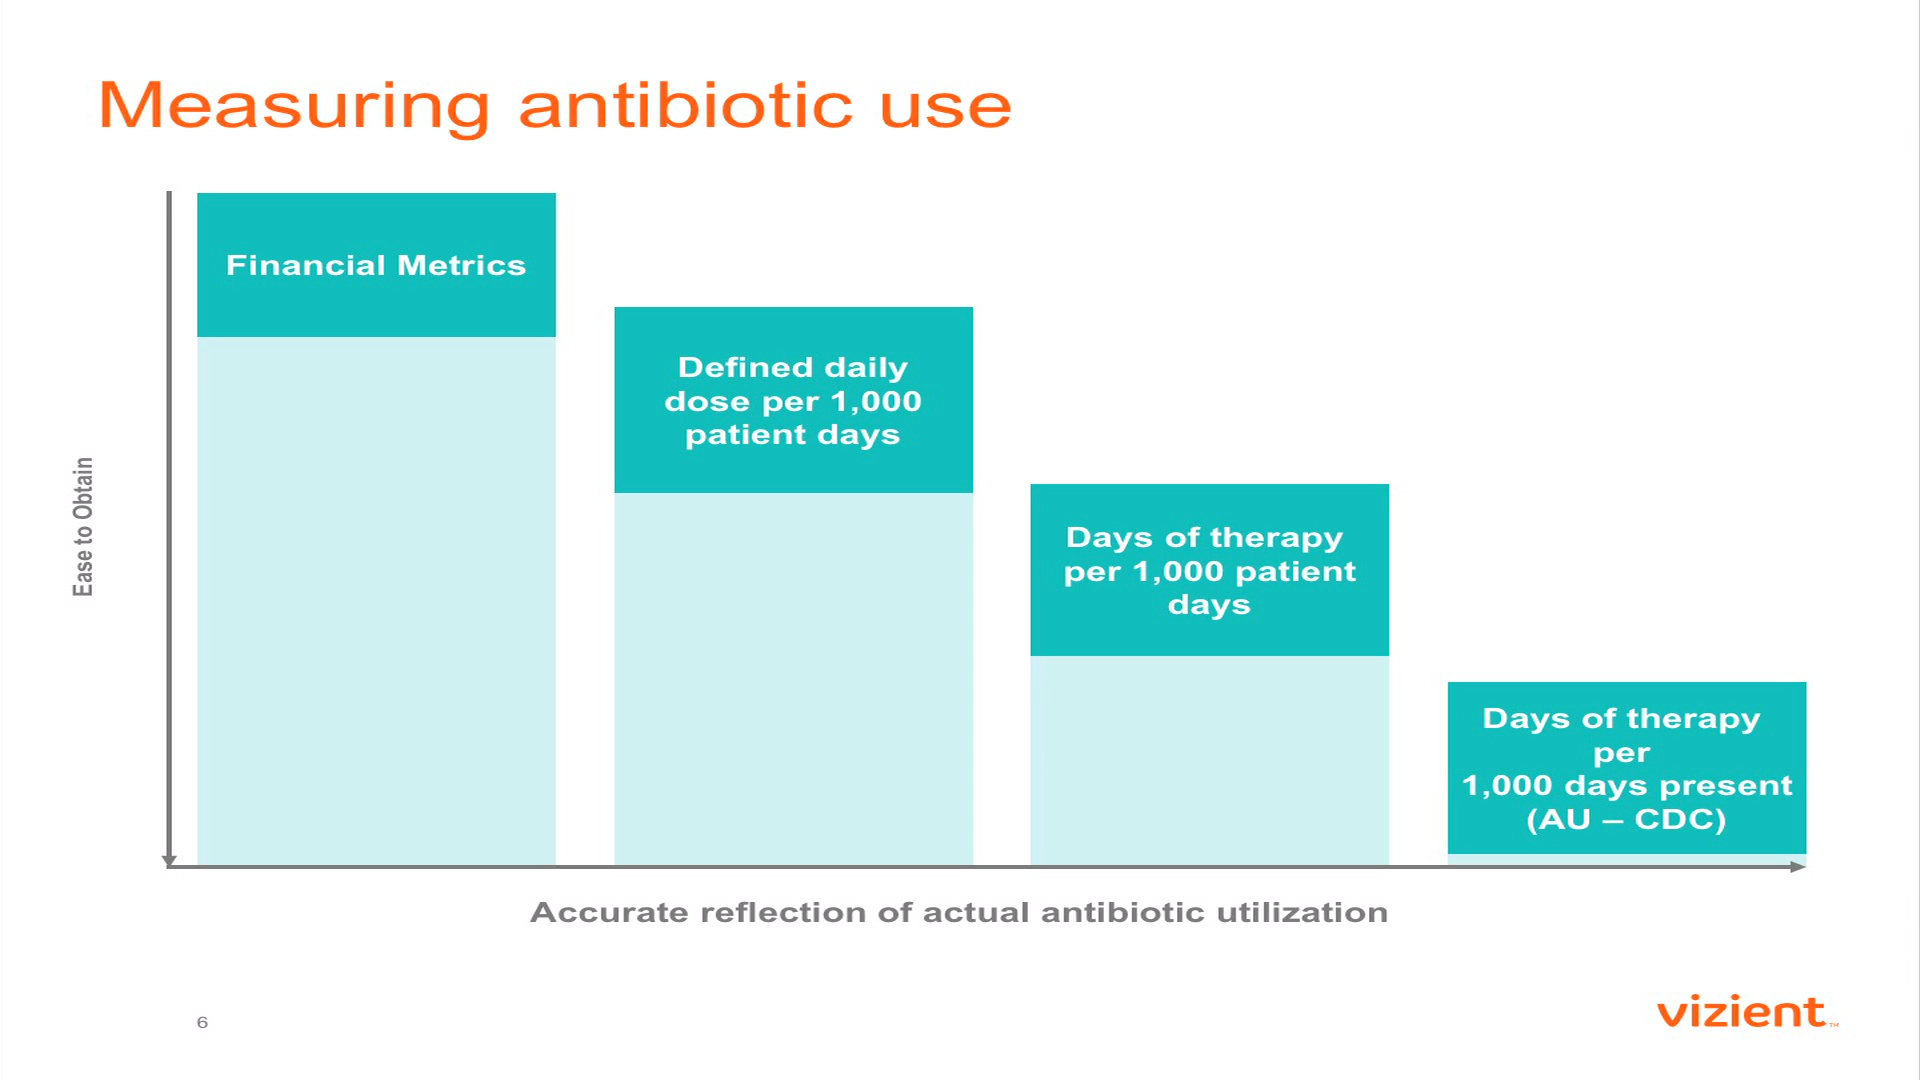 Measuring antibiotic use
Financial Metrics
Defined daily
dose per 1,000
patient days
Days of therapy
per 1,000 patient
days
Days of therapy
per
1,000 days present
(AU – CDC)
Ease to Obtain
Accurate reflection of actual antibiotic utilization
6
vizient™